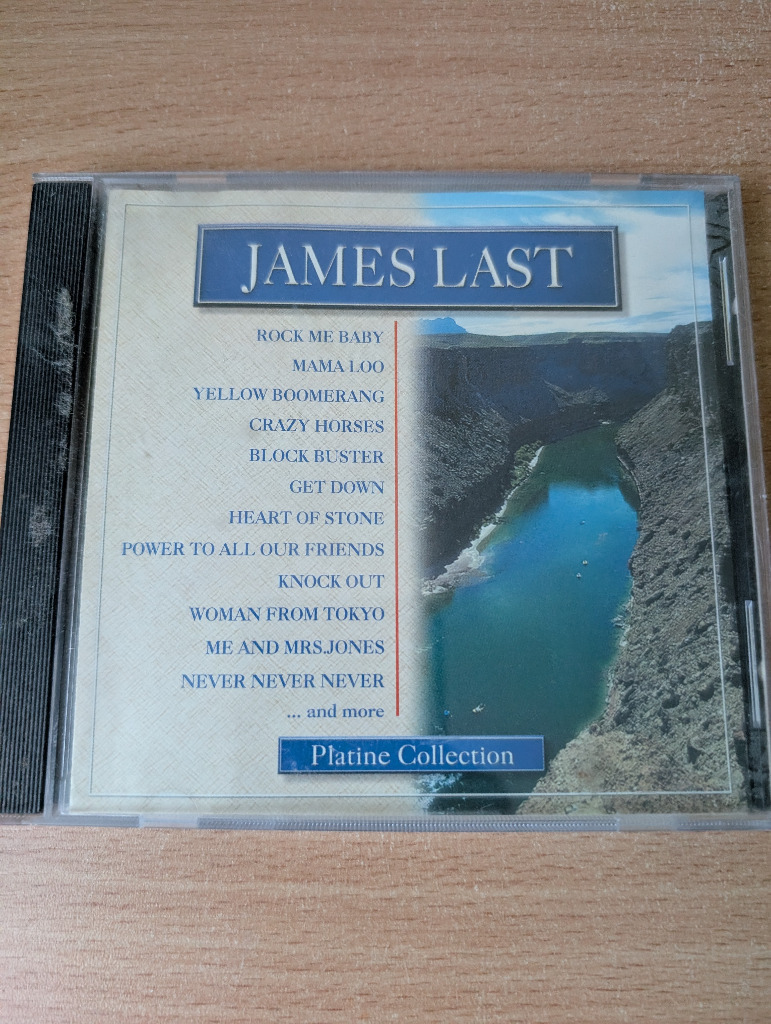 JAMES LAST
ROCK ME BABY
MAMA LOO
YELLOW BOOMERANG
CRAZY HORSES
BLOCK BUSTER
GET DOWN
HEART OF STONE
POWER TO ALL OUR FRIENDS
KNOCK OUT
WOMAN FROM TOKYO
ME AND MRS.JONES
NEVER NEVER NEVER
... and more
Platine Collection